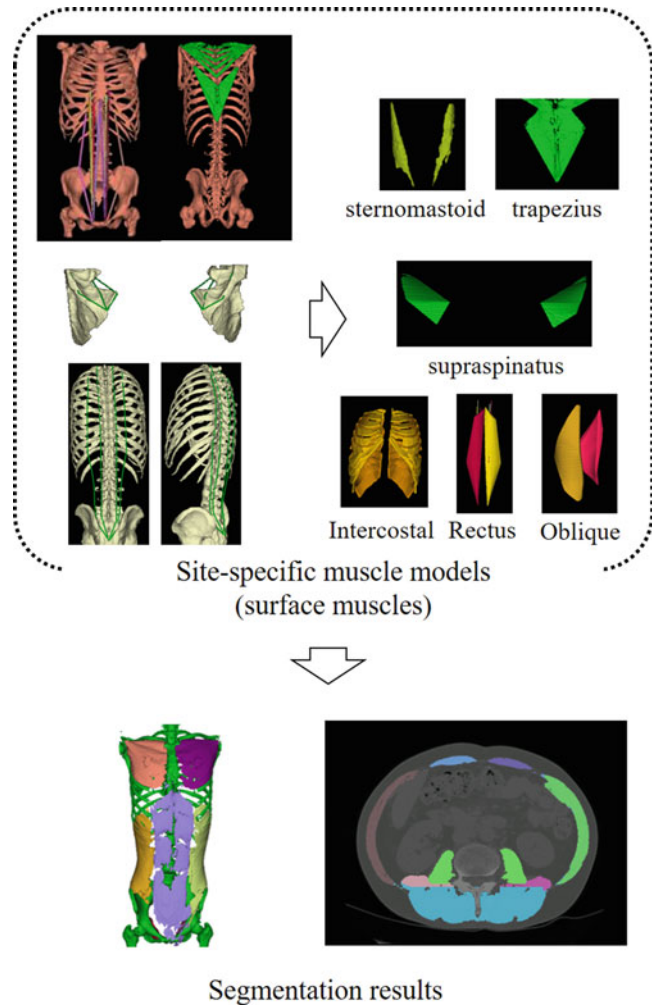 sternomastoid trapezius
supraspinatus
Intercostal Rectus Oblique
Site-specific muscle models
(surface muscles)
Segmentation results